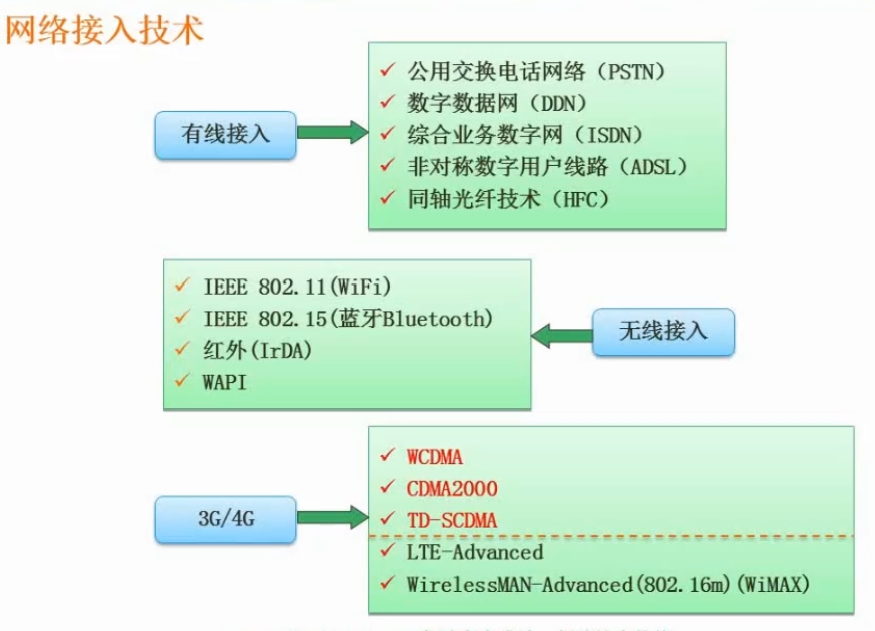 网络接入技术
有线接入
公用交换电话网络（PSTN）
数字数据网（DDN）
综合业务数字网（ISDN）
非对称数字用户线路（ADSL）
同轴光纤技术（HFC）
IEEE 802.11(WiFi)
IEEE 802.15(蓝牙Bluetooth)
红外(IrDA)
WAPI
无线接入
3G/4G
WCDMA
CDMA2000
TD-SCDMA
LTE-Advanced
WirelessMAN-Advanced(802.16m)(WiMAX)